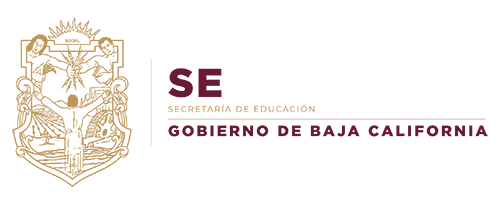 SE
SECRETARÍA DE EDUCACIÓN
GOBIERNO DE BAJA CALIFORNIA